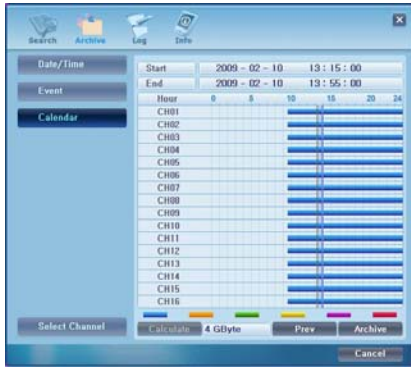 Search Archive Log Info
Date/Time
Event
Calendar
Select Channel
Start 2009 - 02 - 10 13 : 15 : 00
End 2009 - 02 - 10 13 : 55 : 00
Hour 0 5 10 15 20 24
CH01
CH02
CH03
CH04
CH05
CH06
CH07
CH08
CH09
CH10
CH11
CH12
CH13
CH14
CH15
CH16
Calculate 4 GByte Prev Archive
Cancel